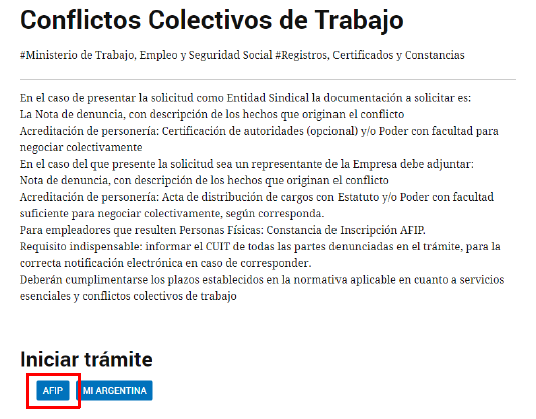 Conflictos Colectivos de Trabajo
#Ministerio de Trabajo, Empleo y Seguridad Social #Registros, Certificados y Constancias
En el caso de presentar la solicitud como Entidad Sindical la documentación a solicitar es:
La Nota de denuncia, con descripción de los hechos que originan el conflicto
Acreditación de personería: Certificación de autoridades (opcional) y/o Poder con facultad para
negociar colectivamente
En el caso del que presente la solicitud sea un representante de la Empresa debe adjuntar:
Nota de denuncia, con descripción de los hechos que originan el conflicto
Acreditación de personería: Acta de distribución de cargos con Estatuto y/o Poder con facultad
suficiente para negociar colectivamente, según corresponda.
Para empleadores que resulten Personas Físicas: Constancia de Inscripción AFIP.
Requisito indispensable: informar el CUIT de todas las partes denunciadas en el trámite, para la
correcta notificación electrónica en caso de corresponder.
Deberán cumplimentarse los plazos establecidos en la normativa aplicable en cuanto a servicios
esenciales y conflictos colectivos de trabajo
Iniciar trámite
AFIP MI ARGENTINA